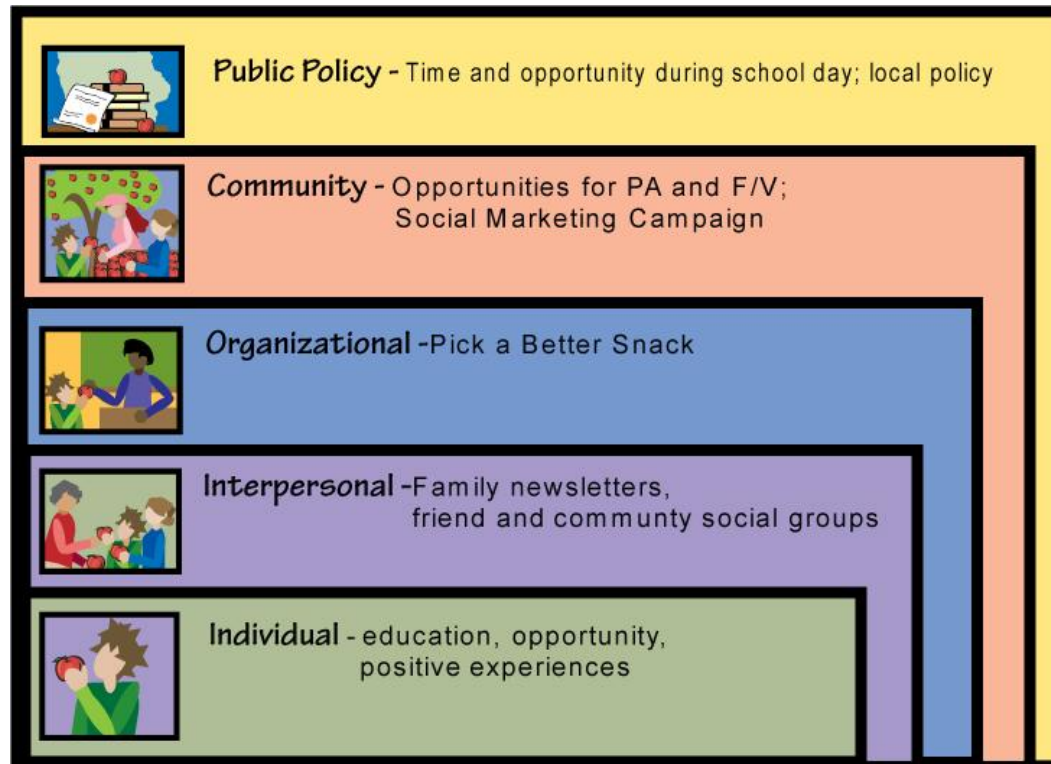 Public Policy - Time and opportunity during school day; local policy
Community - Opportunities for PA and F/V;
Social Marketing Campaign
Organizational -Pick a Better Snack
Interpersonal -Family newsletters,
friend and communty social groups
Individual - education, opportunity,
positive experiences